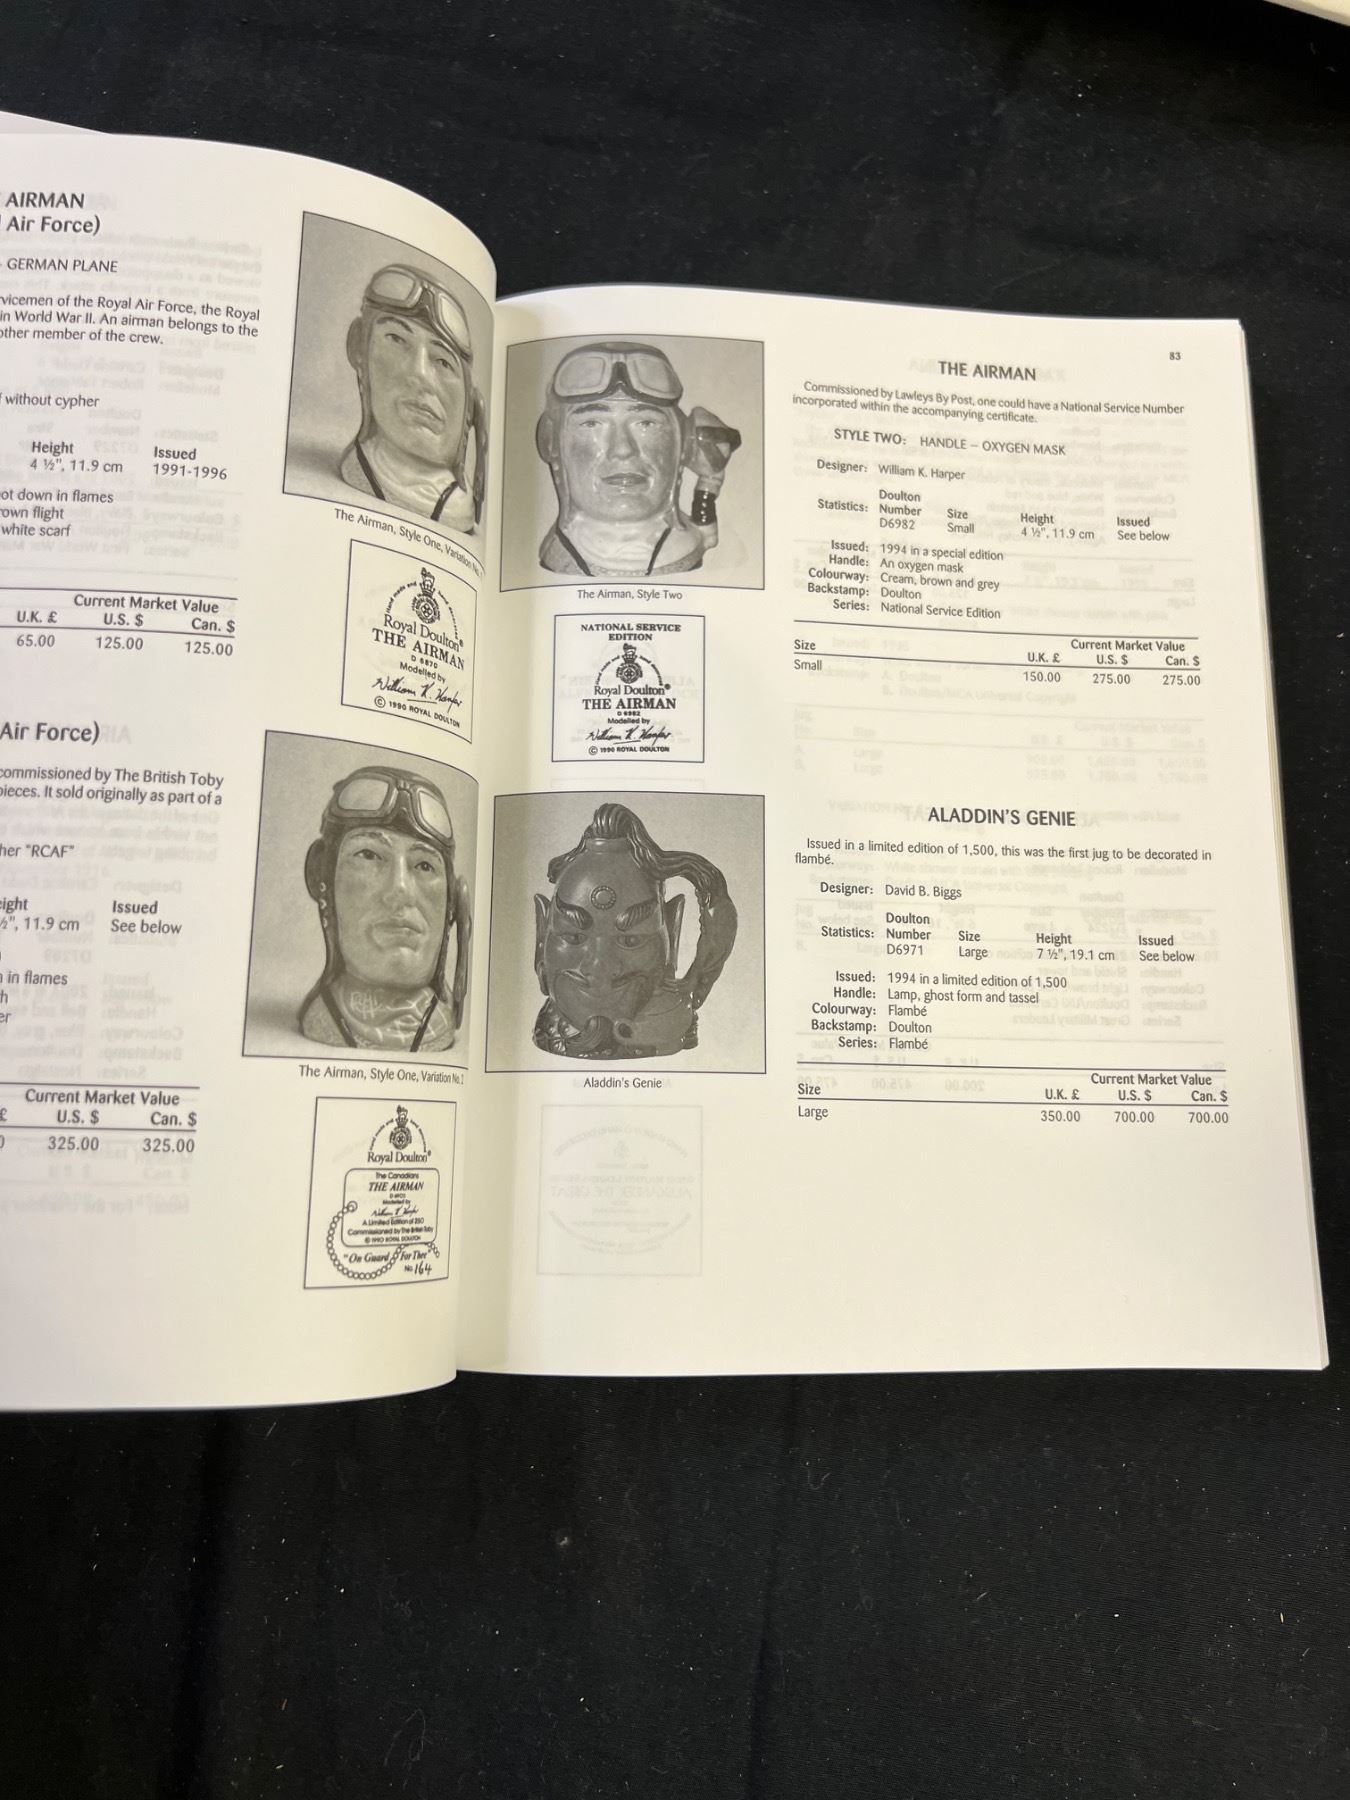 AIRMAN
Air Force)
GERMAN PLANE
vicemen of the Royal Air Force, the Royal
in World War II. An airman belongs to the
other member of the crew.
without cypher
Height Issued
4 ½", 11.9 cm 1991-1996
ot down in flames
own flight
white scarf
Current Market Value
U.K. £ U.S. $ Can. $
65.00 125.00 125.00
Air Force)
commissioned by The British Toby
pieces. It sold originally as part of a
her "RCAF"
eight Issued
½", 11.9 cm See below
in flames
h
er
Current Market Value
£ U.S. $ Can. $
0 325.00 325.00
The Airman, Style One, Variation No.
Royal Doulton®
THE AIRMAN
D 6870
Modelled by
William K. Harper
© 1990 ROYAL DOULTON
The Airman, Style One, Variation No.
Royal Doulton®
The Canadians
THE AIRMAN
Modelled by
A Limited Edition of 250
Commissioned by The British Toby
© 1990 ROYAL DOULTON
"On Guard For Thee"
No 164
The Airman, Style Two
NATIONAL SERVICE
EDITION
Royal Doulton®
THE AIRMAN
D 6982
Modelled by
William K. Harper
© 1990 ROYAL DOULTON
Aladdin's Genie
83
THE AIRMAN
Commissioned by Lawleys By Post, one could have a National Service Number
incorporated within the accompanying certificate.
STYLE TWO: HANDLE – OXYGEN MASK
Designer: William K. Harper
Doulton
Statistics: Number Size Height Issued
D6982 Small 4 ½", 11.9 cm See below
Issued: 1994 in a special edition
Handle: An oxygen mask
Colourway: Cream, brown and grey
Backstamp: Doulton
Series: National Service Edition
Current Market Value
Size U.K. £ U.S. $ Can. $
Small 150.00 275.00 275.00
ALADDIN'S GENIE
Issued in a limited edition of 1,500, this was the first jug to be decorated in
flambé.
Designer: David B. Biggs
Doulton
Statistics: Number Size Height Issued
D6971 Large 7 ½", 19.1 cm See below
Issued: 1994 in a limited edition of 1,500
Handle: Lamp, ghost form and tassel
Colourway: Flambé
Backstamp: Doulton
Series: Flambé
Current Market Value
Size U.K. £ U.S. $ Can. $
Large 350.00 700.00 700.00